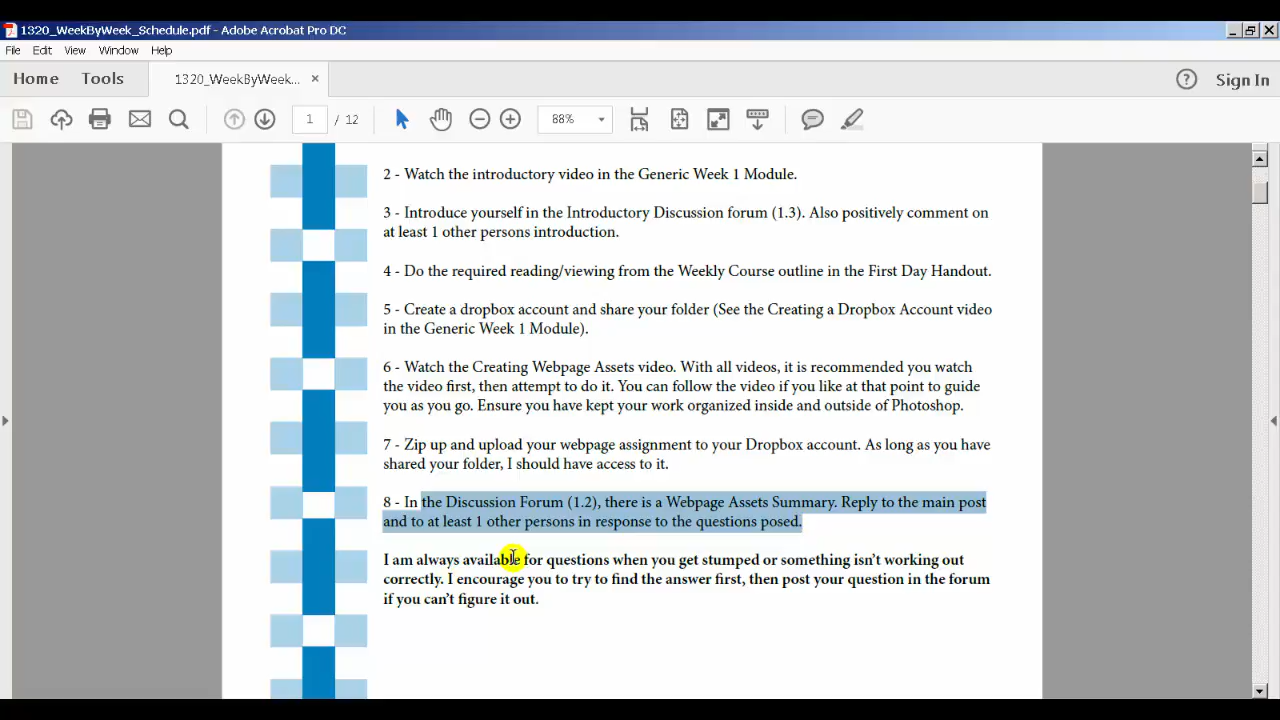 1320_WeekByWeek_Schedule.pdf - Adobe Acrobat Pro DC
File Edit View Window Help
Home Tools 1320_WeekByWeek... × Sign In
1 / 12 88%
2 - Watch the introductory video in the Generic Week 1 Module.
3 - Introduce yourself in the Introductory Discussion forum (1.3). Also positively comment on
at least 1 other persons introduction.
4 - Do the required reading/viewing from the Weekly Course outline in the First Day Handout.
5 - Create a dropbox account and share your folder (See the Creating a Dropbox Account video
in the Generic Week 1 Module).
6 - Watch the Creating Webpage Assets video. With all videos, it is recommended you watch
the video first, then attempt to do it. You can follow the video if you like at that point to guide
you as you go. Ensure you have kept your work organized inside and outside of Photoshop.
7 - Zip up and upload your webpage assignment to your Dropbox account. As long as you have
shared your folder, I should have access to it.
8 - In the Discussion Forum (1.2), there is a Webpage Assets Summary. Reply to the main post
and to at least 1 other persons in response to the questions posed.
I am always available for questions when you get stumped or something isn't working out
correctly. I encourage you to try to find the answer first, then post your question in the forum
if you can't figure it out.